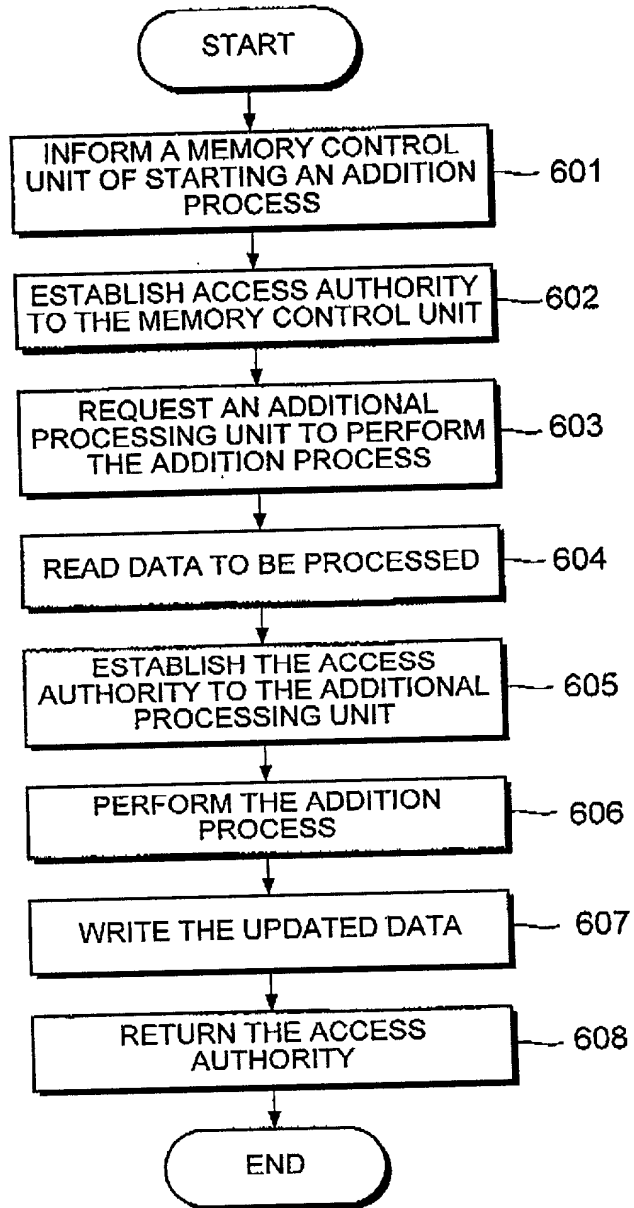 START
INFORM A MEMORY CONTROL
UNIT OF STARTING AN ADDITION
PROCESS
601
ESTABLISH ACCESS AUTHORITY
TO THE MEMORY CONTROL UNIT
602
REQUEST AN ADDITIONAL
PROCESSING UNIT TO PERFORM
THE ADDITION PROCESS
603
READ DATA TO BE PROCESSED
604
ESTABLISH THE ACCESS
AUTHORITY TO THE ADDITIONAL
PROCESSING UNIT
605
PERFORM THE ADDITION
PROCESS
606
WRITE THE UPDATED DATA
607
RETURN THE ACCESS
AUTHORITY
608
END